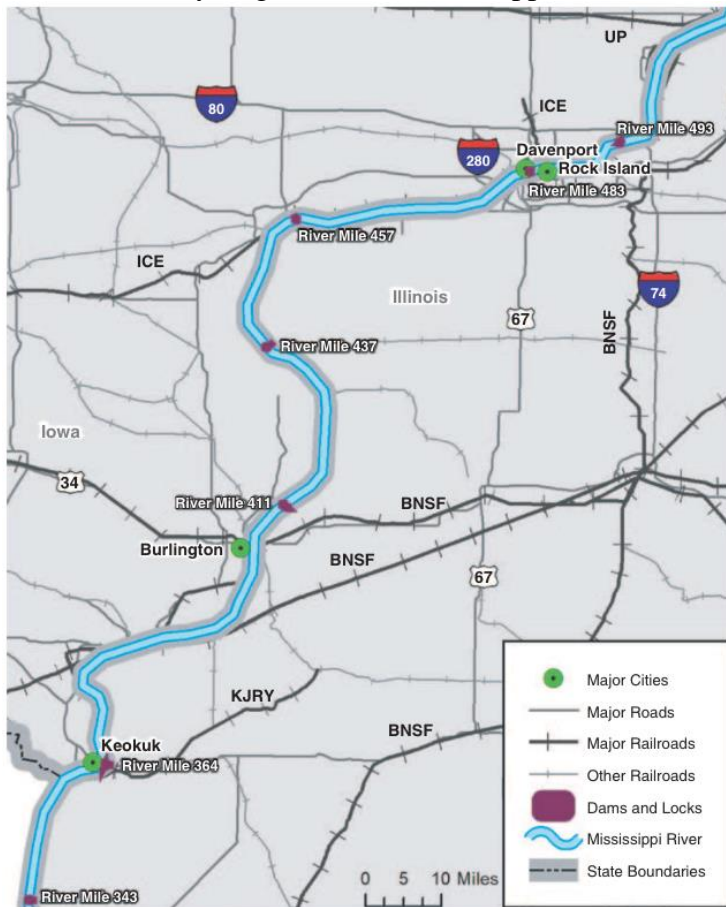 UP
80
ICE
River Mile 493
Davenport
280
Rock Island
River Mile 483
River Mile 457
ICE
Illinois
74
67
BNSF
River Mile 437
Iowa
34
River Mile 411
BNSF
Burlington
BNSF
67
KJRY
BNSF
Keokuk
River Mile 364
0 5 10 Miles
River Mile 343
Major Cities
Major Roads
Major Railroads
Other Railroads
Dams and Locks
Mississippi River
State Boundaries